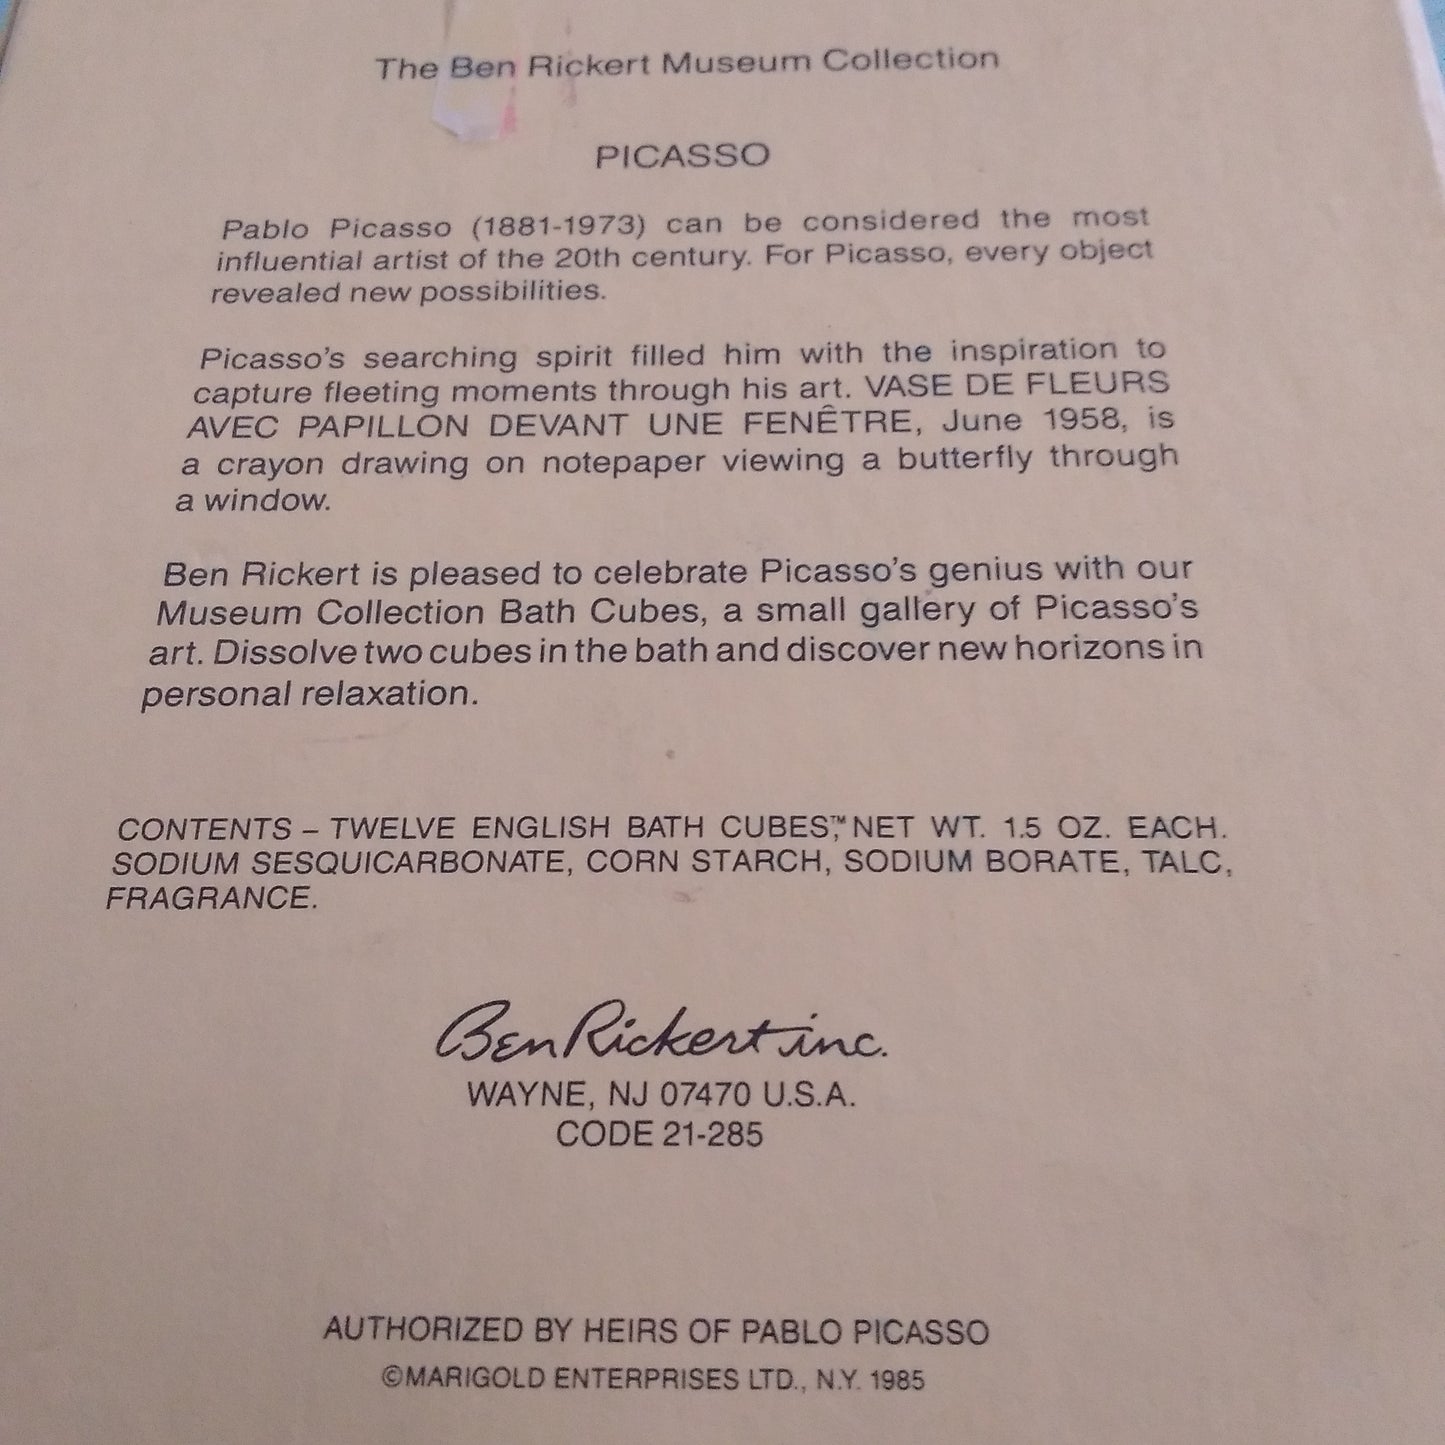 The Ben Rickert Museum Collection
PICASSO
Pablo Picasso (1881-1973) can be considered the most
influential artist of the 20th century. For Picasso, every object
revealed new possibilities.
Picasso's searching spirit filled him with the inspiration to
capture fleeting moments through his art. VASE DE FLEURS
AVEC PAPILLON DEVANT UNE FENÊTRE, June 1958, is
a crayon drawing on notepaper viewing a butterfly through
a window.
Ben Rickert is pleased to celebrate Picasso's genius with our
Museum Collection Bath Cubes, a small gallery of Picasso's
art. Dissolve two cubes in the bath and discover new horizons in
personal relaxation.
CONTENTS – TWELVE ENGLISH BATH CUBES,™ NET WT. 1.5 OZ. EACH.
SODIUM SESQUICARBONATE, CORN STARCH, SODIUM BORATE, TALC,
FRAGRANCE.
Ben Rickert inc.
WAYNE, NJ 07470 U.S.A.
CODE 21-285
AUTHORIZED BY HEIRS OF PABLO PICASSO
©MARIGOLD ENTERPRISES LTD., N.Y. 1985